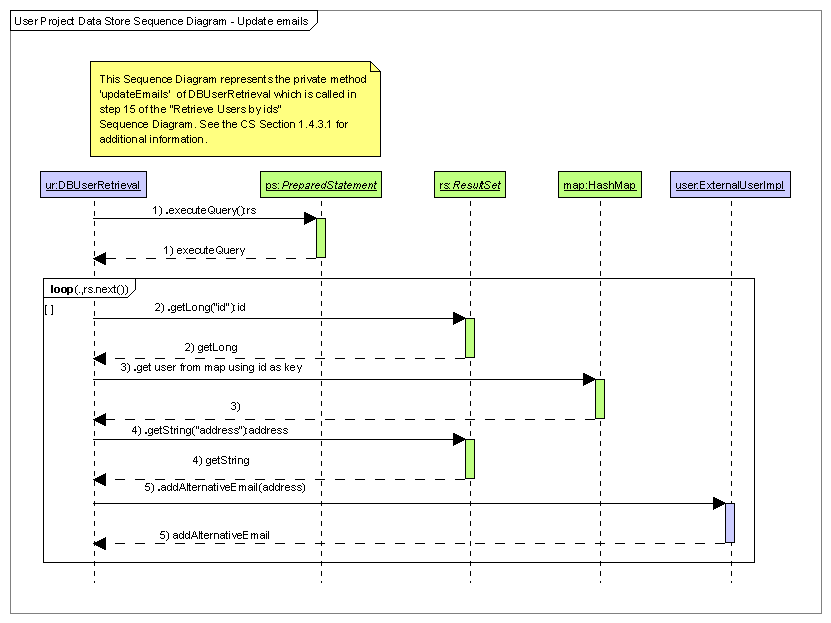 User Project Data Store Sequence Diagram - Update emails
This Sequence Diagram represents the private method
'updateEmails' of DBUserRetrieval which is called in
step 15 of the "Retrieve Users by ids"
Sequence Diagram. See the CS Section 1.4.3.1 for
additional information.
ur:DBUserRetrieval
ps:PreparedStatement
rs:ResultSet
map:HashMap
user:ExternalUserImpl
1) .executeQuery():rs
1) executeQuery
loop(.,rs.next())
[ ]
2) .getLong("id"):id
2) getLong
3) .get user from map using id as key
3)
4) .getString("address"):address
4) getString
5) .addAlternativeEmail(address)
5) addAlternativeEmail